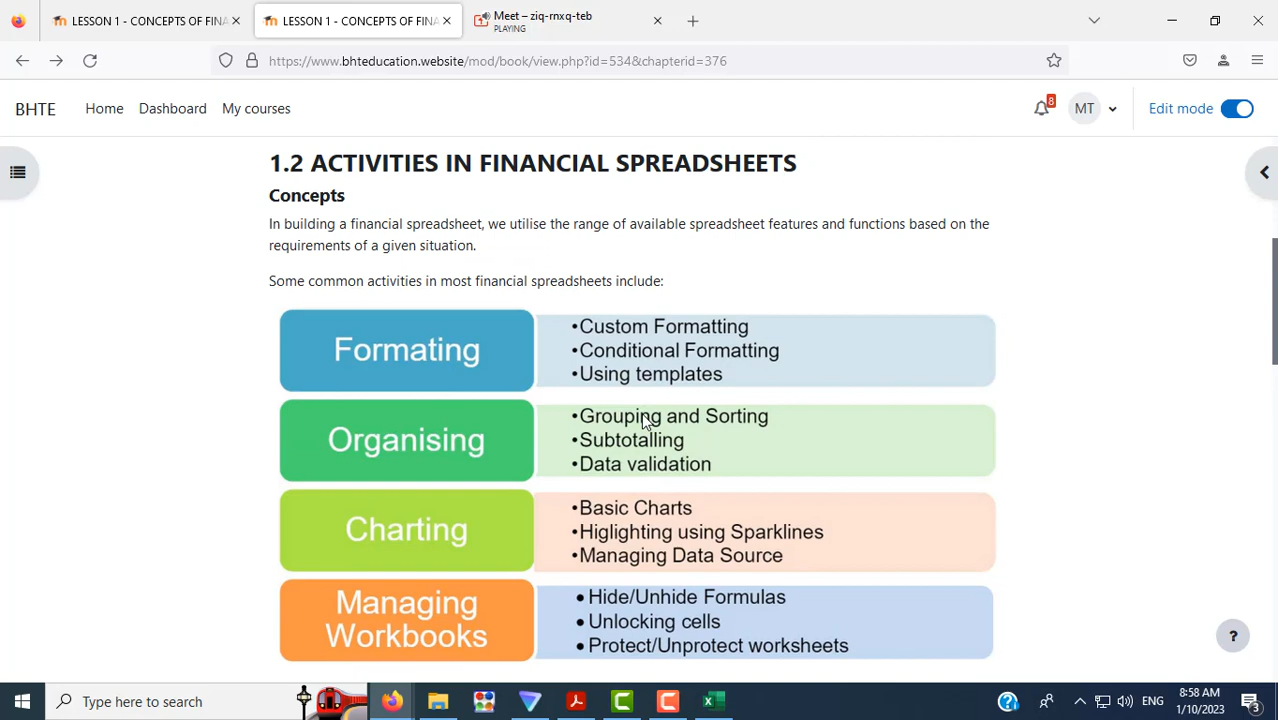 LESSON 1 - CONCEPTS OF FINA
LESSON 1 - CONCEPTS OF FINA
Meet – ziq-rnxq-teb
PLAYING
https://www.bhteducation.website/mod/book/view.php?id=534&chapterid=376
BHTE Home Dashboard My courses 8 MT Edit mode
1.2 ACTIVITIES IN FINANCIAL SPREADSHEETS
Concepts
In building a financial spreadsheet, we utilise the range of available spreadsheet features and functions based on the
requirements of a given situation.
Some common activities in most financial spreadsheets include:
Formating
•Custom Formatting
•Conditional Formatting
•Using templates
Organising
•Grouping and Sorting
•Subtotalling
•Data validation
Charting
•Basic Charts
•Higlighting using Sparklines
•Managing Data Source
Managing
Workbooks
•Hide/Unhide Formulas
•Unlocking cells
•Protect/Unprotect worksheets
?
Type here to search
ENG
8:58 AM
1/10/2023
3